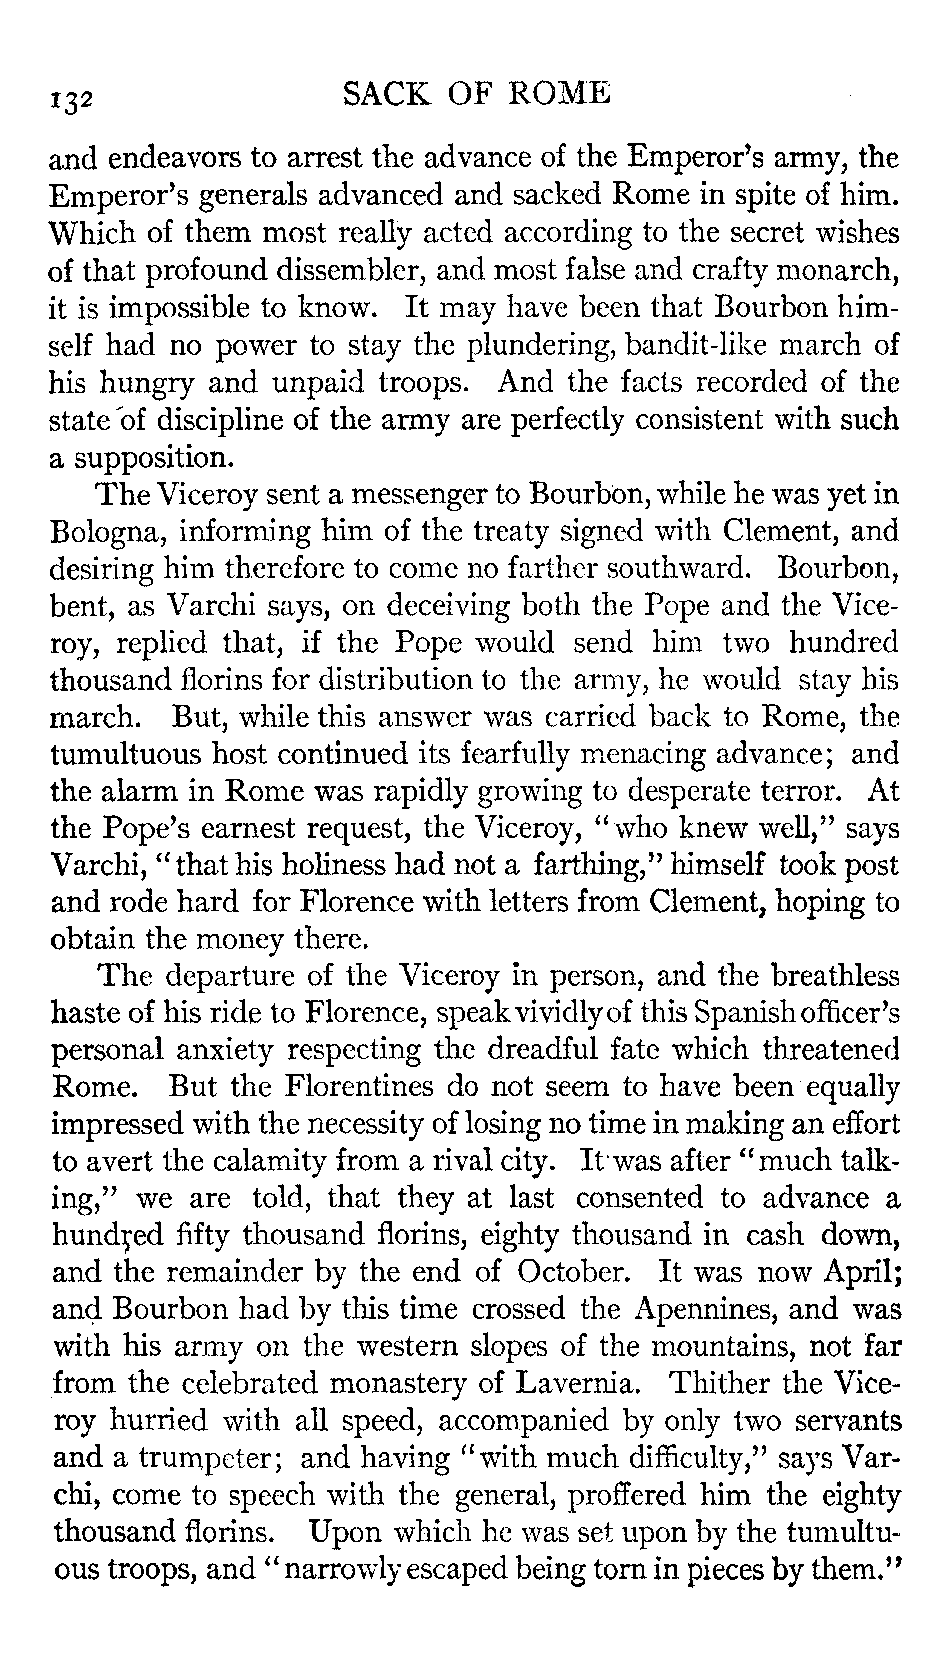 132 SACK OF ROME
and endeavors to arrest the advance of the Emperor's army, the
Emperor's generals advanced and sacked Rome in spite of him.
Which of them most really acted according to the secret wishes
of that profound dissembler, and most false and crafty monarch,
it is impossible to know. It may have been that Bourbon him-
self had no power to stay the plundering, bandit-like march of
his hungry and unpaid troops. And the facts recorded of the
state of discipline of the army are perfectly consistent with such
a supposition.
The Viceroy sent a messenger to Bourbon, while he was yet in
Bologna, informing him of the treaty signed with Clement, and
desiring him therefore to come no farther southward. Bourbon,
bent, as Varchi says, on deceiving both the Pope and the Vice-
roy, replied that, if the Pope would send him two hundred
thousand florins for distribution to the army, he would stay his
march. But, while this answer was carried back to Rome, the
tumultuous host continued its fearfully menacing advance; and
the alarm in Rome was rapidly growing to desperate terror. At
the Pope's earnest request, the Viceroy, "who knew well," says
Varchi, "that his holiness had not a farthing," himself took post
and rode hard for Florence with letters from Clement, hoping to
obtain the money there.
The departure of the Viceroy in person, and the breathless
haste of his ride to Florence, speak vividly of this Spanish officer's
personal anxiety respecting the dreadful fate which threatened
Rome. But the Florentines do not seem to have been equally
impressed with the necessity of losing no time in making an effort
to avert the calamity from a rival city. It was after "much talk-
ing," we are told, that they at last consented to advance a
hundred fifty thousand florins, eighty thousand in cash down,
and the remainder by the end of October. It was now April;
and Bourbon had by this time crossed the Apennines, and was
with his army on the western slopes of the mountains, not far
from the celebrated monastery of Lavernia. Thither the Vice-
roy hurried with all speed, accompanied by only two servants
and a trumpeter; and having "with much difficulty," says Var-
chi, come to speech with the general, proffered him the eighty
thousand florins. Upon which he was set upon by the tumultu-
ous troops, and "narrowly escaped being torn in pieces by them."